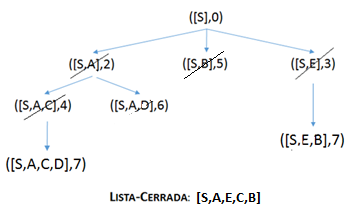 ([S],0)
([S,A],2) ([S,B],5) ([S,E],3)
([S,A,C],4) ([S,A,D],6)
([S,E,B],7)
([S,A,C,D],7)
LISTA-CERRADA: [S,A,E,C,B]